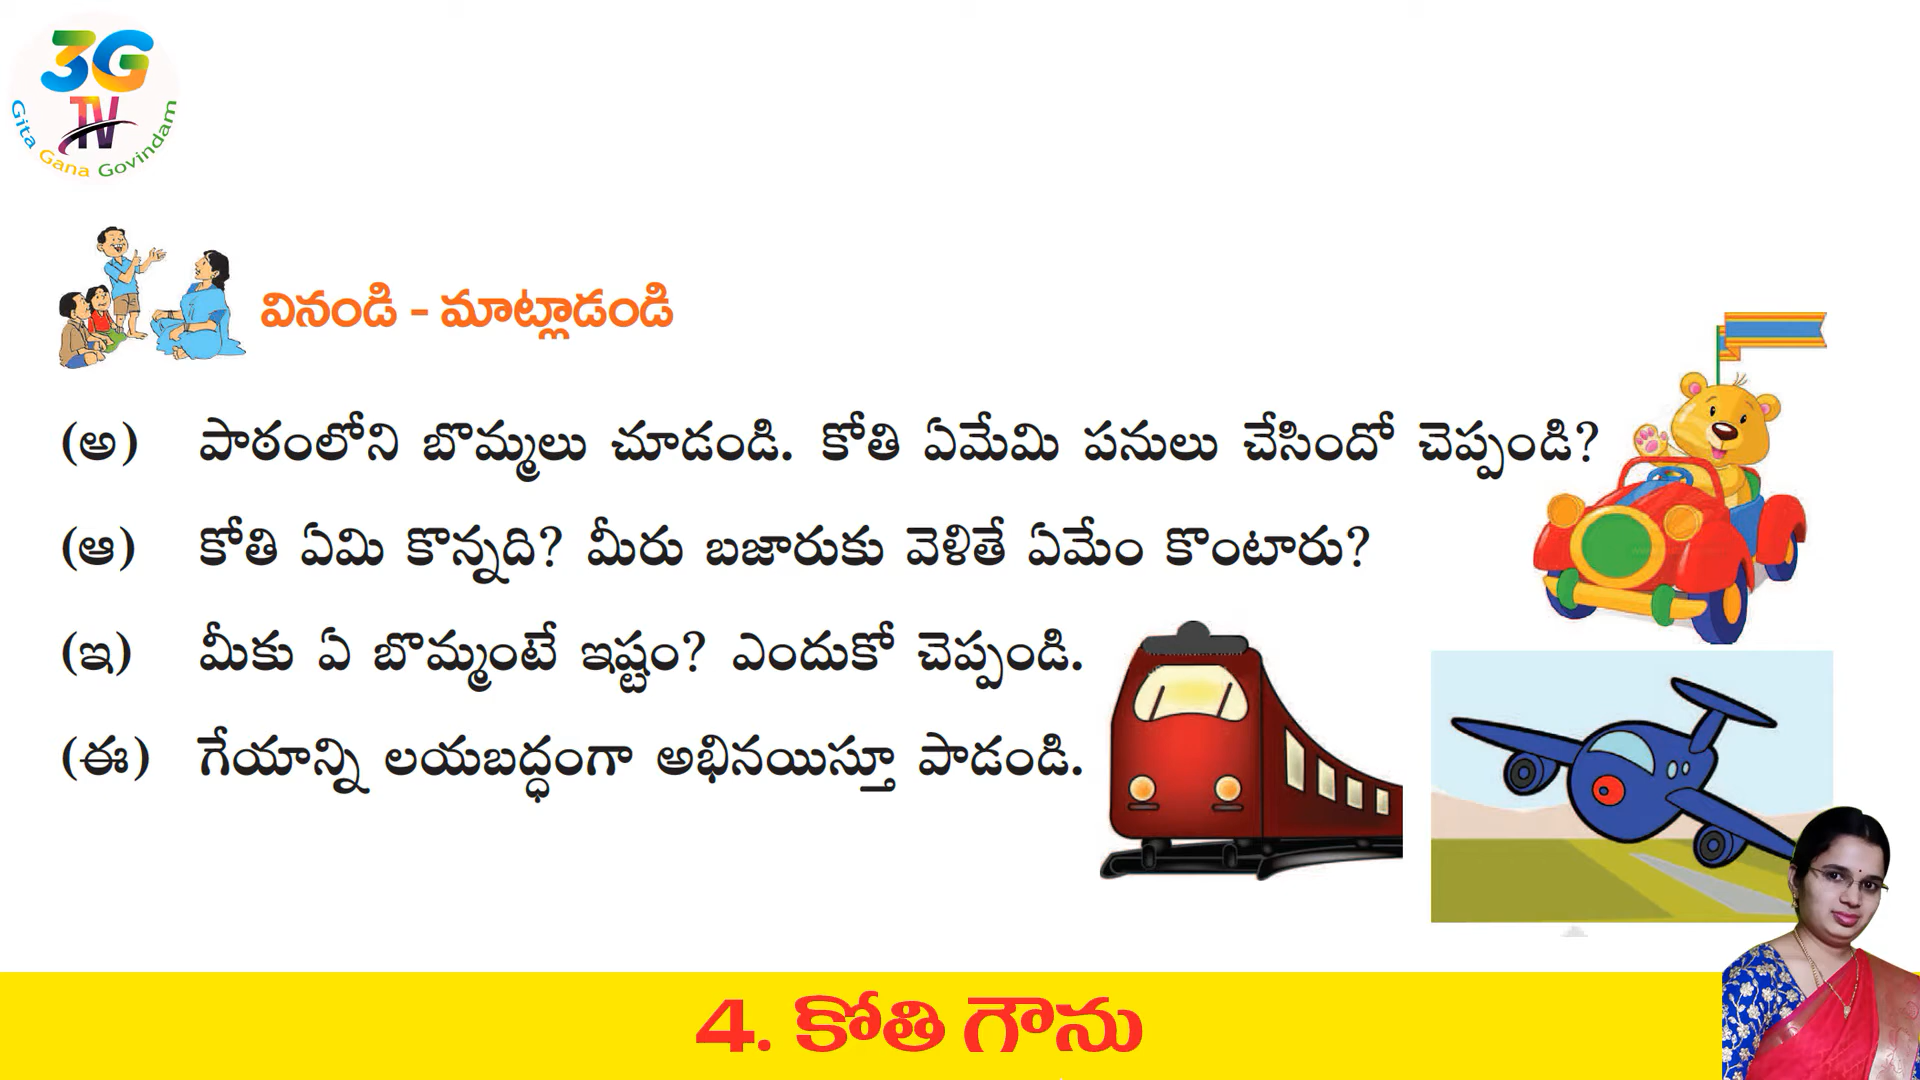 3G
TV
Gita Gana Govindam
వినండి - మాట్లాడండి
(అ) పాఠంలోని బొమ్మలు చూడండి. కోతి ఏమేమి పనులు చేసిందో చెప్పండి?
(ఆ) కోతి ఏమి కొన్నది? మీరు బజారుకు వెళితే ఏమేం కొంటారు?
(ఇ) మీకు ఏ బొమ్మంటే ఇష్టం? ఎందుకో చెప్పండి.
(ఈ) గేయాన్ని లయబద్ధంగా అభినయిస్తూ పాడండి.
4. కోతి గౌను